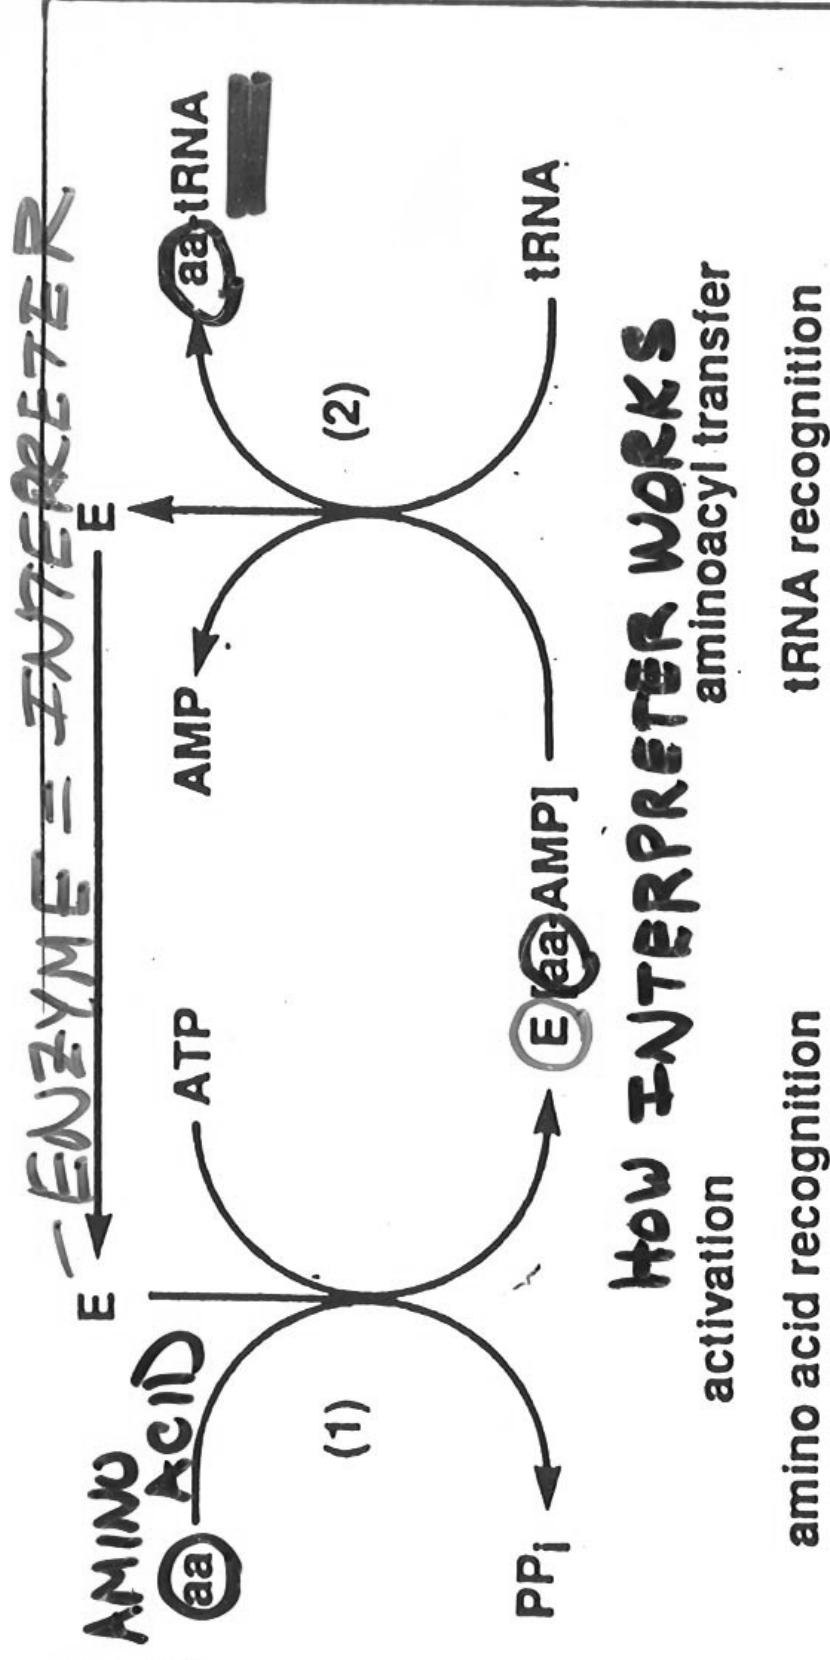 - ENZYME = INTERPRETER
E E
AMINO
ACID
aa ATP AMP aa-tRNA
(1) (2)
PPi E [aa-AMP] tRNA
HOW INTERPRETER WORKS
activation aminoacyl transfer
amino acid recognition tRNA recognition